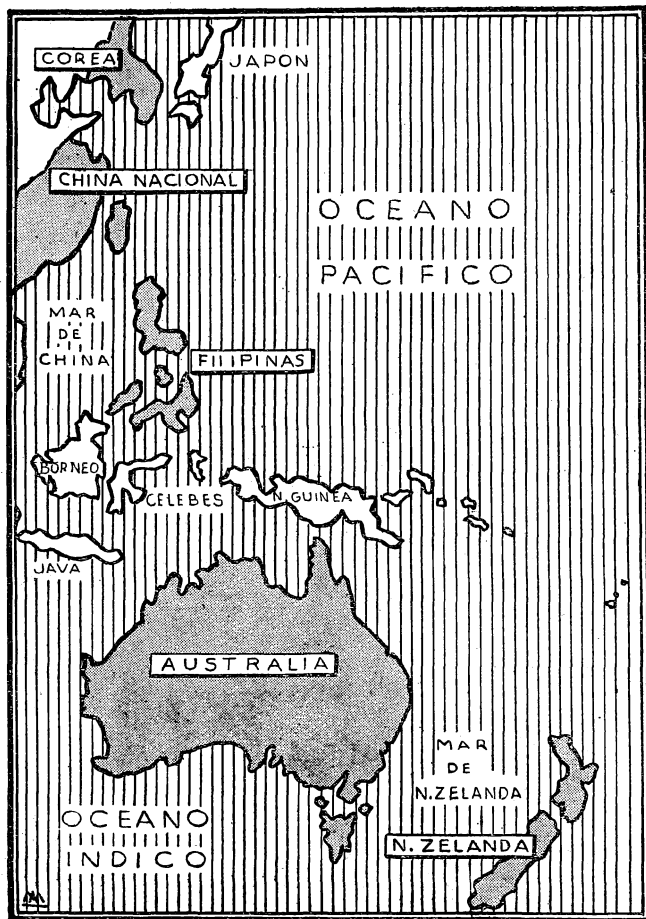 COREA
JAPON
CHINA NACIONAL
OCEANO
PACIFICO
MAR
DE
CHINA
FILIPINAS
BORNEO
CELEBES
N. GUINEA
JAVA
AUSTRALIA
MAR
DE
N. ZELANDA
OCEANO
INDICO
N. ZELANDA